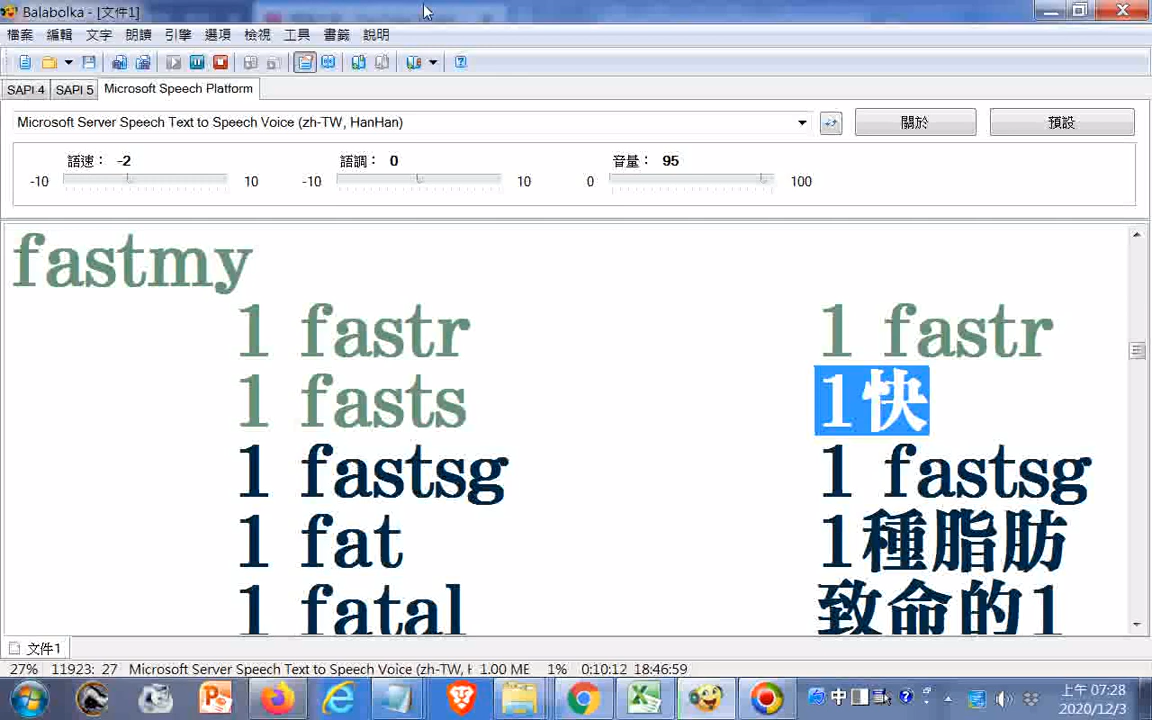 Balabolka - [文件1]
檔案 編輯 文字 朗讀 引擎 選項 檢視 工具 書籤 說明
SAPI 4 SAPI 5 Microsoft Speech Platform
Microsoft Server Speech Text to Speech Voice (zh-TW, HanHan) 關於 預設
語速： -2 語調： 0 音量： 95
-10 10 -10 10 0 100
fastmy
1 fastr 1 fastr
1 fasts 1快
1 fastsg 1 fastsg
1 fat 1種脂肪
1 fatal 致命的1
文件1
27% 11923: 27 Microsoft Server Speech Text to Speech Voice (zh-TW, H 1.00 ME 1% 0:10:12 18:46:59
中 上午 07:28
2020/12/3